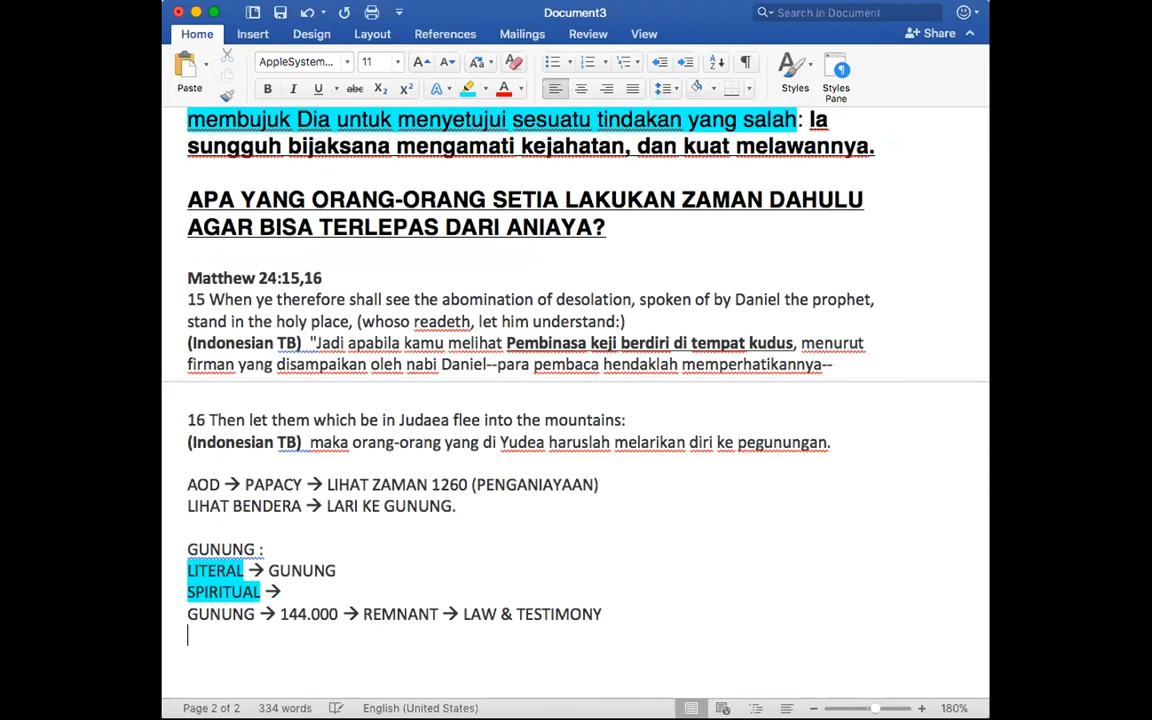 Document3
Search in Document
Home Insert Design Layout References Mailings Review View Share
AppleSystem... 11
Paste
Styles
Styles Pane
membujuk Dia untuk menyetujui sesuatu tindakan yang salah: Ia
sungguh bijaksana mengamati kejahatan, dan kuat melawannya.
APA YANG ORANG-ORANG SETIA LAKUKAN ZAMAN DAHULU
AGAR BISA TERLEPAS DARI ANIAYA?
Matthew 24:15,16
15 When ye therefore shall see the abomination of desolation, spoken of by Daniel the prophet,
stand in the holy place, (whoso readeth, let him understand:)
(Indonesian TB) "Jadi apabila kamu melihat Pembinasa keji berdiri di tempat kudus, menurut
firman yang disampaikan oleh nabi Daniel--para pembaca hendaklah memperhatikannya--
16 Then let them which be in Judaea flee into the mountains:
(Indonesian TB) maka orang-orang yang di Yudea haruslah melarikan diri ke pegunungan.
AOD → PAPACY → LIHAT ZAMAN 1260 (PENGANIAYAAN)
LIHAT BENDERA → LARI KE GUNUNG.
GUNUNG :
LITERAL → GUNUNG
SPIRITUAL →
GUNUNG → 144.000 → REMNANT → LAW & TESTIMONY
Page 2 of 2 334 words English (United States) 180%